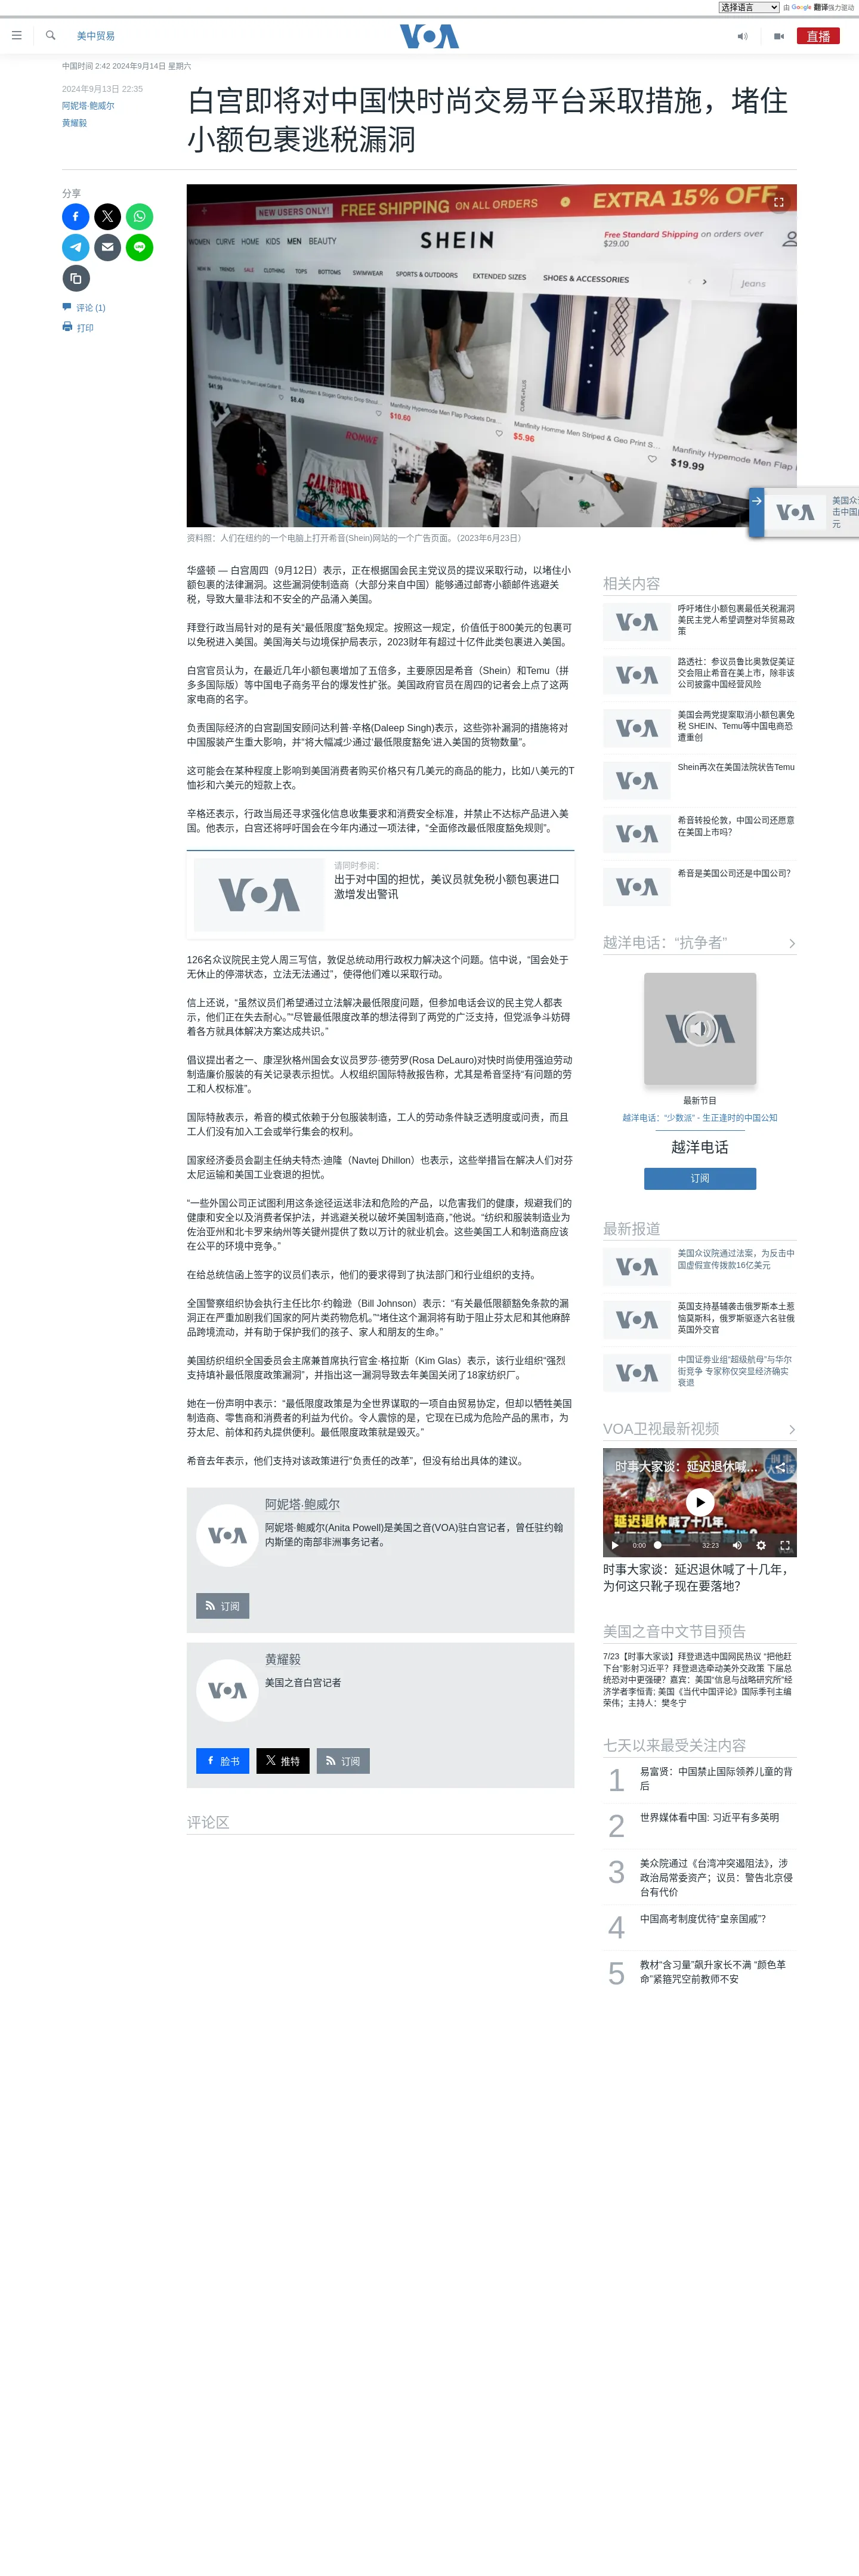 选择语言 由 Google 翻译强力驱动
美中贸易
VOA
直播
中国时间 2:42 2024年9月14日 星期六
2024年9月13日 22:35
阿妮塔·鲍威尔
黄耀毅
白宫即将对中国快时尚交易平台采取措施，堵住
小额包裹逃税漏洞
分享
评论 (1)
打印
NEW USERS ONLY! FREE SHIPPING ON ALL ORDERS EXTRA 15% OFF
Free Standard Shipping on orders over
$29.00
WOMEN CURVE HOME KIDS MEN BEAUTY
SHEIN
NEW IN TRENDS SALE CLOTHING TOPS BOTTOMS SWIMWEAR SPORTS & OUTDOORS EXTENDED SIZES SHOES & ACCESSORIES
Jeans
$11.99
$8.49
$10.60
$5.96
$19.99
ROMWE
CALIFORNIA
资料照：人们在纽约的一个电脑上打开希音(Shein)网站的一个广告页面。（2023年6月23日）
华盛顿 — 白宫周四（9月12日）表示，正在根据国会民主党议员的提议采取行动，以堵住小
额包裹的法律漏洞。这些漏洞使制造商（大部分来自中国）能够通过邮寄小额邮件逃避关
税，导致大量非法和不安全的产品涌入美国。
拜登行政当局针对的是有关“最低限度”豁免规定。按照这一规定，价值低于800美元的包裹可
以免税进入美国。美国海关与边境保护局表示，2023财年有超过十亿件此类包裹进入美国。
白宫官员认为，在最近几年小额包裹增加了五倍多，主要原因是希音（Shein）和Temu（拼
多多国际版）等中国电子商务平台的爆发性扩张。美国政府官员在周四的记者会上点了这两
家电商的名字。
负责国际经济的白宫副国安顾问达利普·辛格(Daleep Singh)表示，这些弥补漏洞的措施将对
中国服装产生重大影响，并“将大幅减少通过‘最低限度豁免’进入美国的货物数量”。
这可能会在某种程度上影响到美国消费者购买价格只有几美元的商品的能力，比如八美元的T
恤衫和六美元的短款上衣。
辛格还表示，行政当局还寻求强化信息收集要求和消费安全标准，并禁止不达标产品进入美
国。他表示，白宫还将呼吁国会在今年内通过一项法律，“全面修改最低限度豁免规则”。
VOA
请同时参阅：
出于对中国的担忧，美议员就免税小额包裹进口
激增发出警讯
126名众议院民主党人周三写信，敦促总统动用行政权力解决这个问题。信中说，“国会处于
无休止的停滞状态，立法无法通过”，使得他们难以采取行动。
信上还说，“虽然议员们希望通过立法解决最低限度问题，但参加电话会议的民主党人都表
示，他们正在失去耐心。”“尽管最低限度改革的想法得到了两党的广泛支持，但党派争斗妨碍
着各方就具体解决方案达成共识。”
倡议提出者之一、康涅狄格州国会女议员罗莎·德劳罗(Rosa DeLauro)对快时尚使用强迫劳动
制造廉价服装的有关记录表示担忧。人权组织国际特赦报告称，尤其是希音坚持“有问题的劳
工和人权标准”。
国际特赦表示，希音的模式依赖于分包服装制造，工人的劳动条件缺乏透明度或问责，而且
工人们没有加入工会或举行集会的权利。
国家经济委员会副主任纳夫特杰·迪隆（Navtej Dhillon）也表示，这些举措旨在解决人们对芬
太尼运输和美国工业衰退的担忧。
“一些外国公司正试图利用这条途径运送非法和危险的产品，以危害我们的健康，规避我们的
健康和安全以及消费者保护法，并逃避关税以破坏美国制造商，”他说。“纺织和服装制造业为
佐治亚州和北卡罗来纳州等关键州提供了数以万计的就业机会。这些美国工人和制造商应该
在公平的环境中竞争。”
在给总统信函上签字的议员们表示，他们的要求得到了执法部门和行业组织的支持。
全国警察组织协会执行主任比尔·约翰逊（Bill Johnson）表示：“有关最低限额豁免条款的漏
洞正在严重加剧我们国家的阿片类药物危机。”“堵住这个漏洞将有助于阻止芬太尼和其他麻醉
品跨境流动，并有助于保护我们的孩子、家人和朋友的生命。”
美国纺织组织全国委员会主席兼首席执行官金·格拉斯（Kim Glas）表示，该行业组织“强烈
支持填补最低限度政策漏洞”，并指出这一漏洞导致去年美国关闭了18家纺织厂。
她在一份声明中表示：“最低限度政策是为全世界谋取的一项自由贸易协定，但却以牺牲美国
制造商、零售商和消费者的利益为代价。令人震惊的是，它现在已成为危险产品的黑市，为
芬太尼、前体和药丸提供便利。最低限度政策就是毁灭。”
希音去年表示，他们支持对该政策进行“负责任的改革”，但没有给出具体的建议。
VOA
阿妮塔·鲍威尔
阿妮塔·鲍威尔(Anita Powell)是美国之音(VOA)驻白宫记者，曾任驻约翰
内斯堡的南部非洲事务记者。
订阅
VOA
黄耀毅
美国之音白宫记者
脸书 推特 订阅
评论区
VOA
美国众
击中国
元
相关内容
VOA
呼吁堵住小额包裹最低关税漏洞
美民主党人希望调整对华贸易政
策
VOA
路透社：参议员鲁比奥敦促美证
交会阻止希音在美上市，除非该
公司披露中国经营风险
VOA
美国会两党提案取消小额包裹免
税 SHEIN、Temu等中国电商恐
遭重创
VOA
Shein再次在美国法院状告Temu
VOA
希音转投伦敦，中国公司还愿意
在美国上市吗？
VOA
希音是美国公司还是中国公司？
越洋电话：“抗争者”
VOA
最新节目
越洋电话：“少数派” - 生正逢时的中国公知
越洋电话
订阅
最新报道
VOA
美国众议院通过法案，为反击中
国虚假宣传拨款16亿美元
VOA
英国支持基辅袭击俄罗斯本土惹
恼莫斯科，俄罗斯驱逐六名驻俄
英国外交官
VOA
中国证劵业组“超级航母”与华尔
街竞争 专家称仅突显经济确实
衰退
VOA卫视最新视频
时事大家谈：延迟退休喊...
延迟退休喊了十几年，
为何这只靴子现在要落地？
0:00 32:23
时事大家谈：延迟退休喊了十几年，
为何这只靴子现在要落地？
美国之音中文节目预告
7/23【时事大家谈】拜登退选中国网民热议 “把他赶
下台”影射习近平？拜登退选牵动美外交政策 下届总
统恐对中更强硬？嘉宾：美国“信息与战略研究所”经
济学者李恒青; 美国《当代中国评论》国际季刊主编
荣伟；主持人：樊冬宁
七天以来最受关注内容
1 易富贤：中国禁止国际领养儿童的背
后
2 世界媒体看中国: 习近平有多英明
3 美众院通过《台湾冲突遏阻法》，涉
政治局常委资产；议员：警告北京侵
台有代价
4 中国高考制度优待“皇亲国戚”？
5 教材“含习量”飙升家长不满 “颜色革
命”紧箍咒空前教师不安